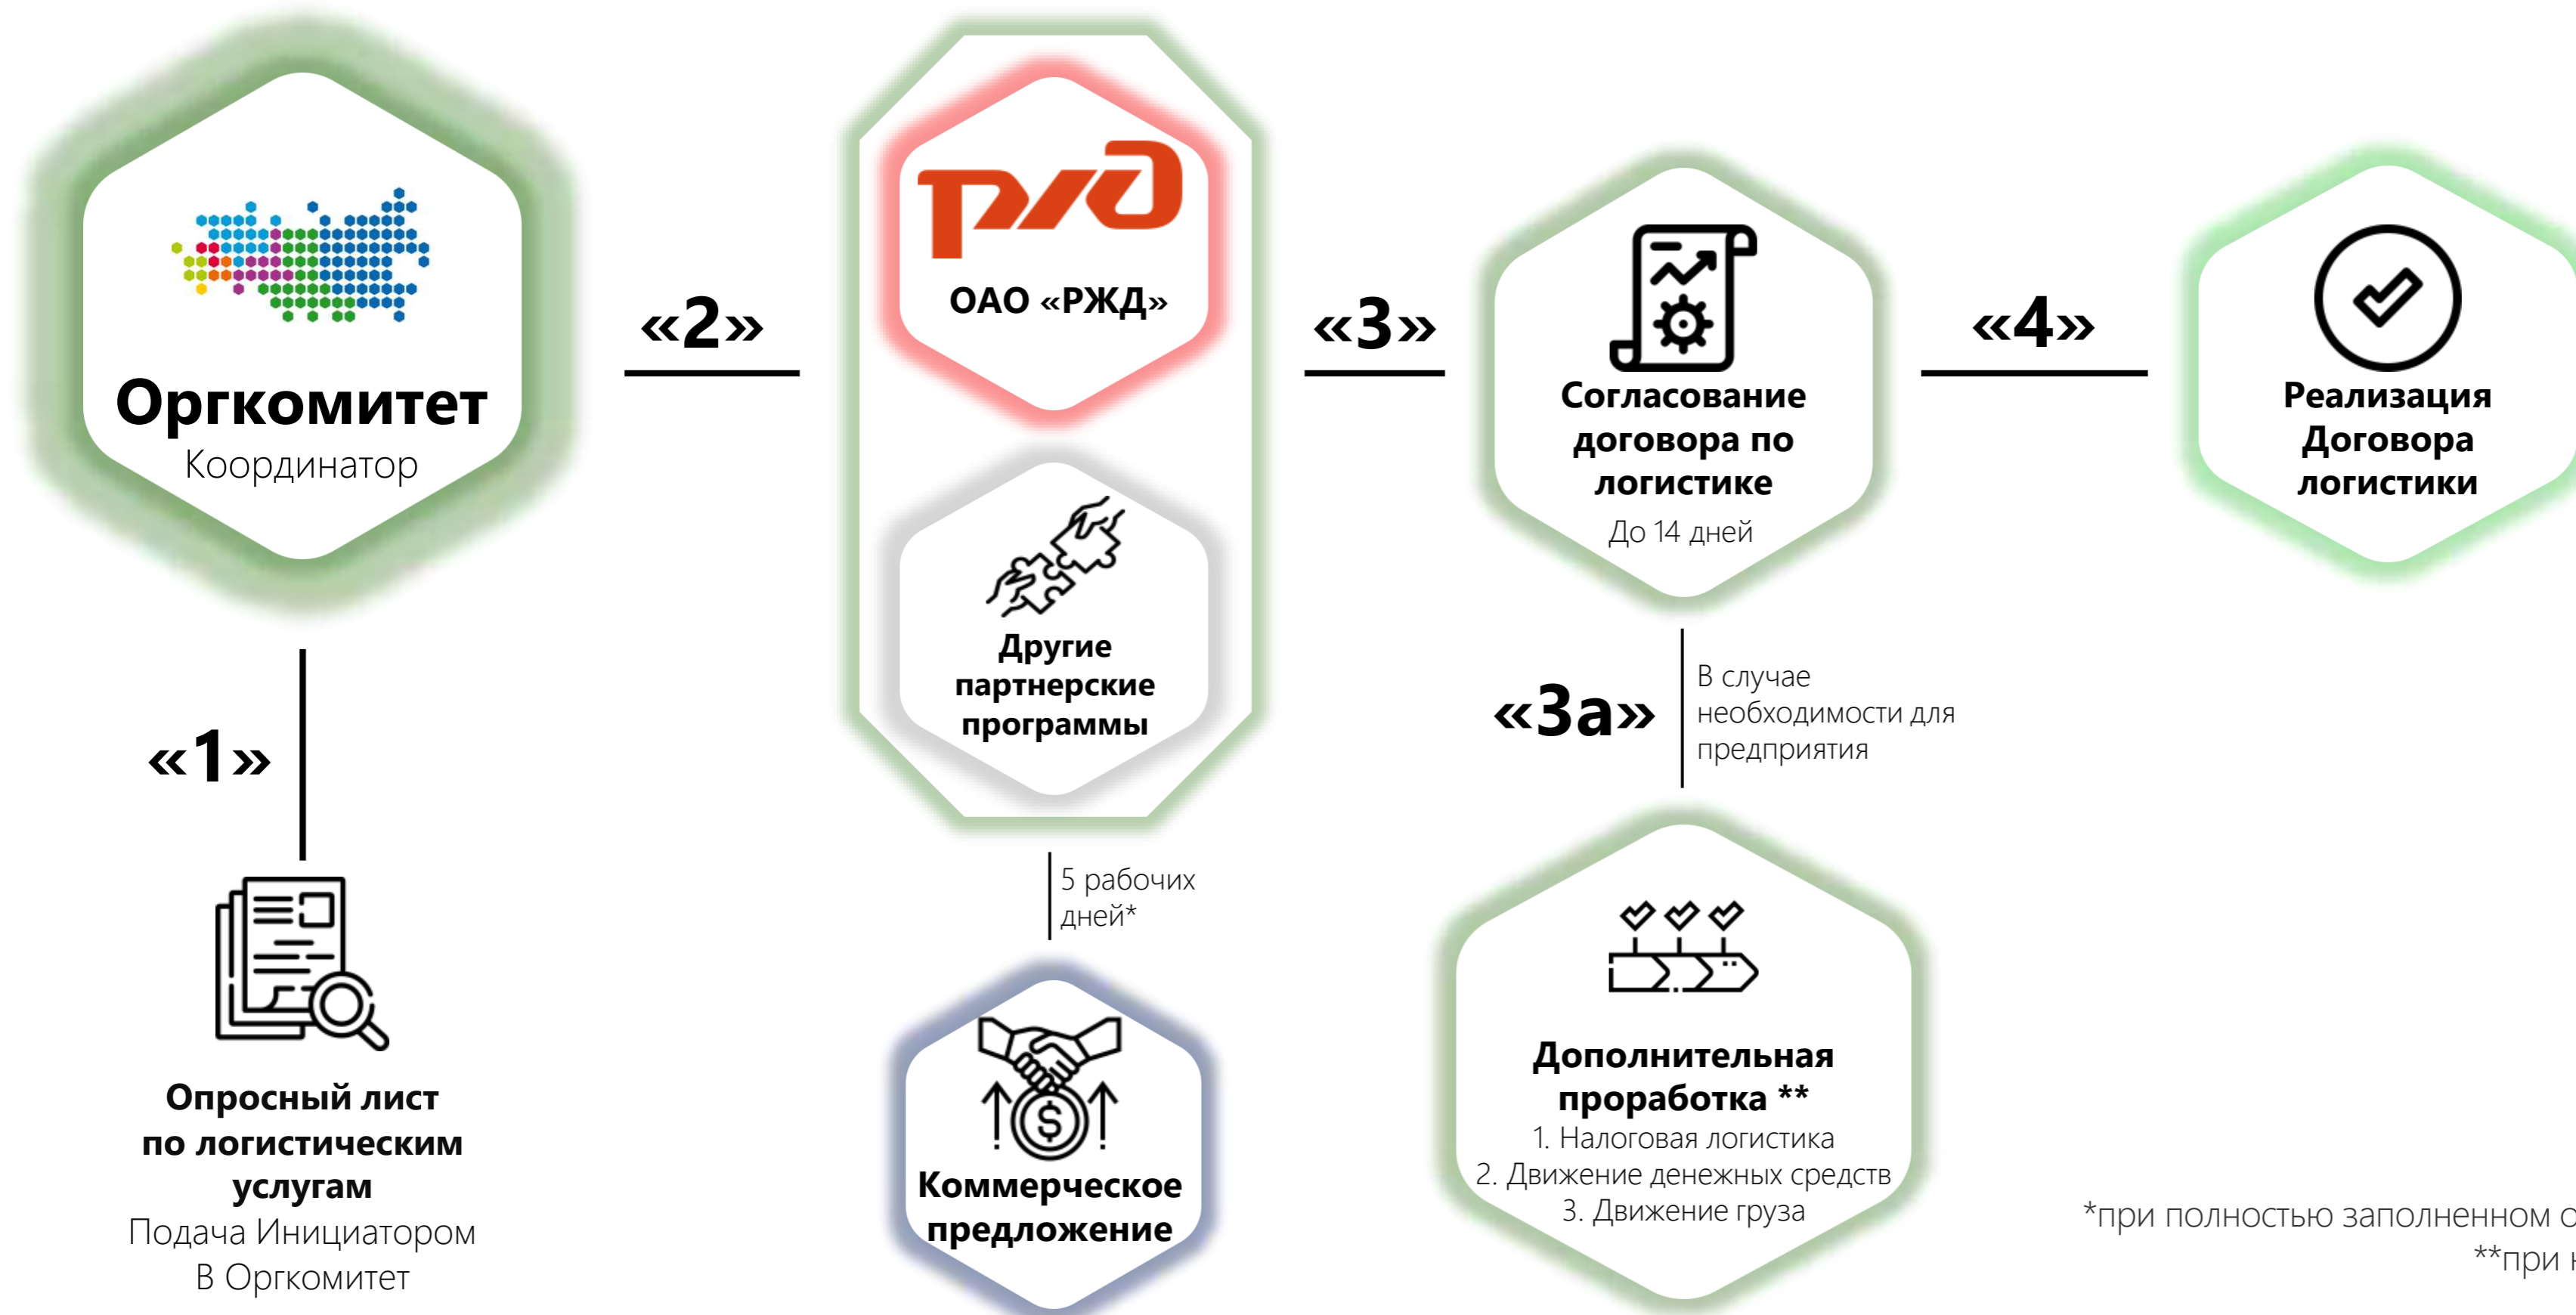 Оргкомитет
Координатор
«1»
Опросный лист
по логистическим
услугам
Подача Инициатором
В Оргкомитет
«2»
ржд
ОАО «РЖД»
Другие
партнерские
программы
5 рабочих
дней*
Коммерческое
предложение
«3»
Согласование
договора по
логистике
До 14 дней
«3а»
В случае
необходимости для
предприятия
Дополнительная
проработка **
1. Налоговая логистика
2. Движение денежных средств
3. Движение груза
«4»
Реализация
Договора
логистики
*при полностью заполненном
**при